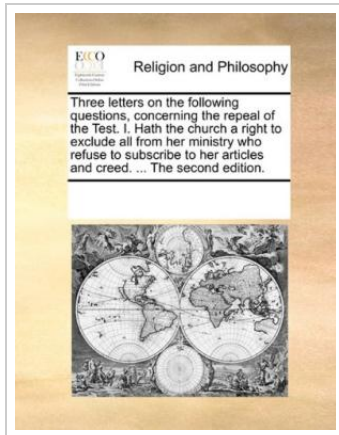 ECCO
Religion and Philosophy
Three letters on the following
questions, concerning the repeal of
the Test. I. Hath the church a right to
exclude all from her ministry who
refuse to subscribe to her articles
and creed. ... The second edition.